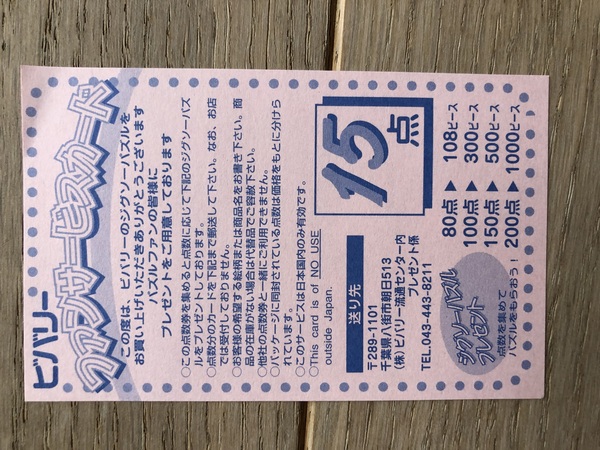 ビバリー
ファンサービスカード
この度は、ビバリーのジグソーパズルを
お買い上げいただきありがとうございます
パズルファンの皆様に
プレゼントをご用意しております
○この点数券を集めると点数に応じて下記のジグソーパズ
ルをプレゼントしております。
○点数分のカードを下記まで郵送して下さい。なお、お店
では受け付けておりません。
○お客様の希望する絵柄または商品名をお書き下さい。商
品の在庫がない場合は代替品でご容赦下さい。
○他社の点数券と一緒にご利用できません。
○パッケージに同封されている点数は価格をもとに分けら
れています。
○このサービスは日本国内のみ有効です。
○This card is of NO USE
outside Japan.
15点
送り先
〒289-1101
千葉県八街市朝日513
(株)ビバリー流通センター内
プレゼント係
TEL.043-443-8211
80点 ▶ 108ピース
100点 ▶ 300ピース
150点 ▶ 500ピース
200点 ▶ 1000ピース
ジグソーパズル
プレゼント
点数を集めて
パズルをもらおう!